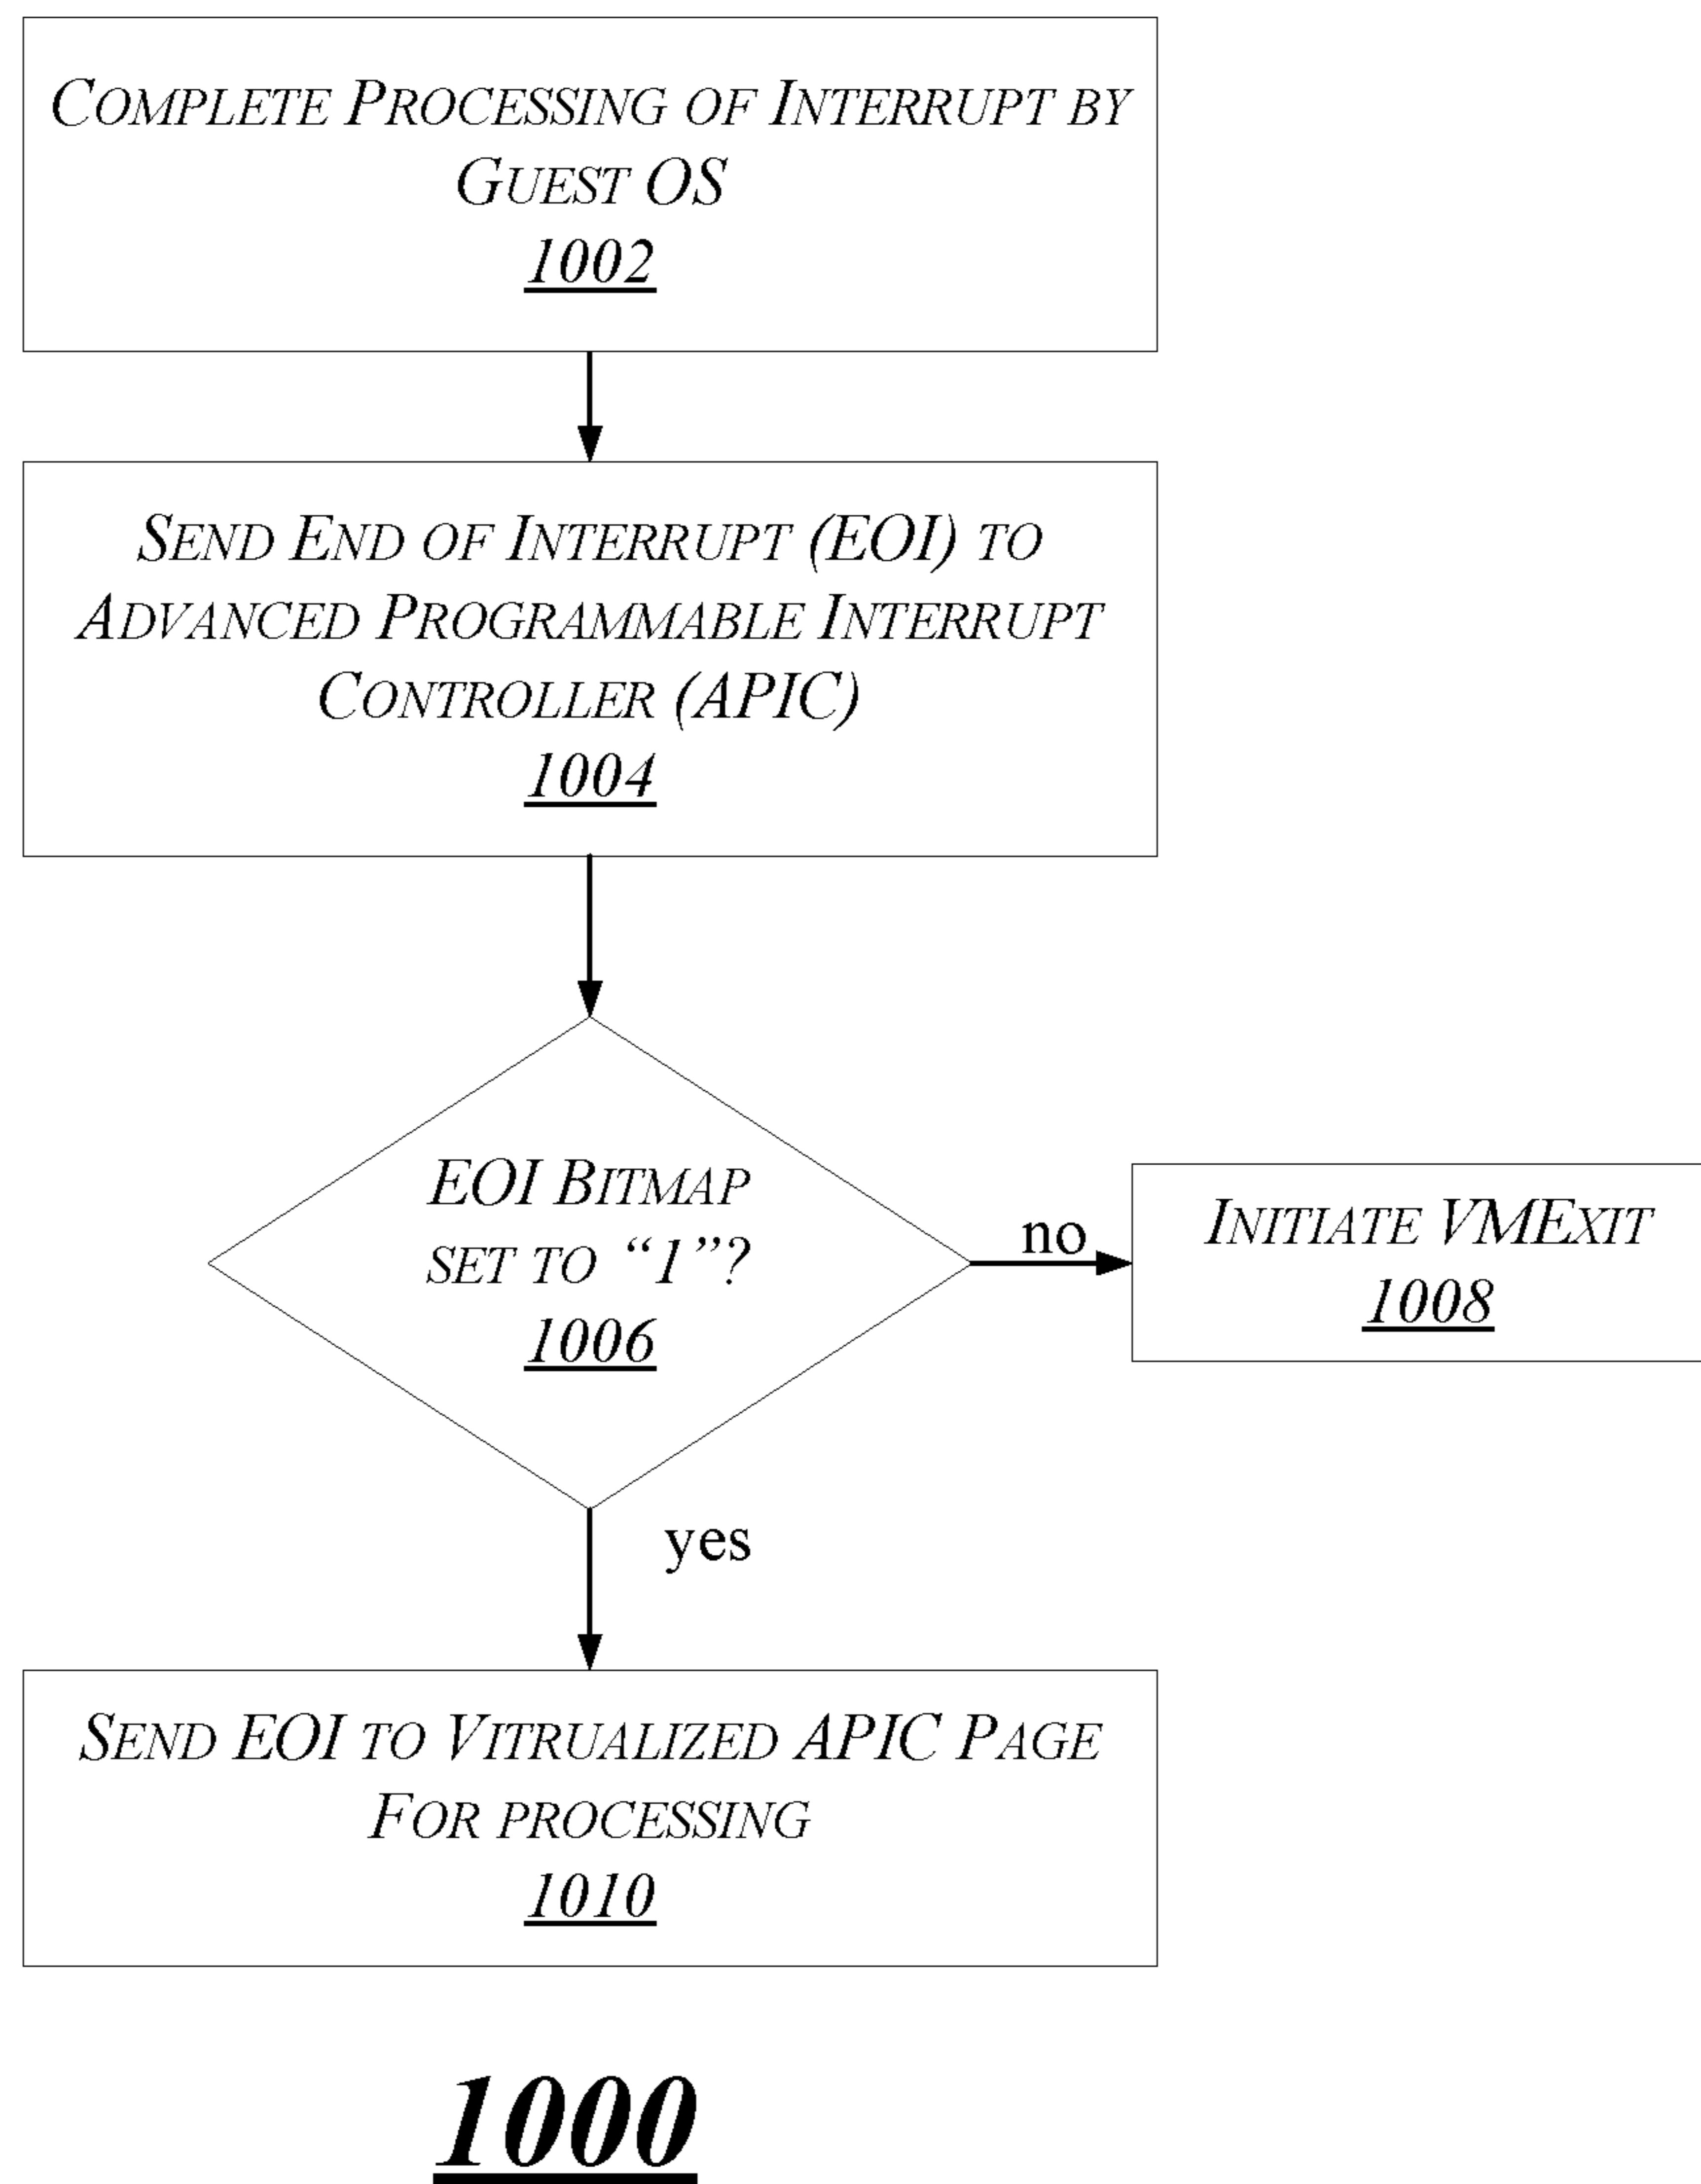 COMPLETE PROCESSING OF INTERRUPT BY
GUEST OS
1002
SEND END OF INTERRUPT (EOI) TO
ADVANCED PROGRAMMABLE INTERRUPT
CONTROLLER (APIC)
1004
EOI BITMAP
SET TO “1”?
1006
no
INITIATE VMEXIT
1008
yes
SEND EOI TO VITRUALIZED APIC PAGE
FOR PROCESSING
1010
1000